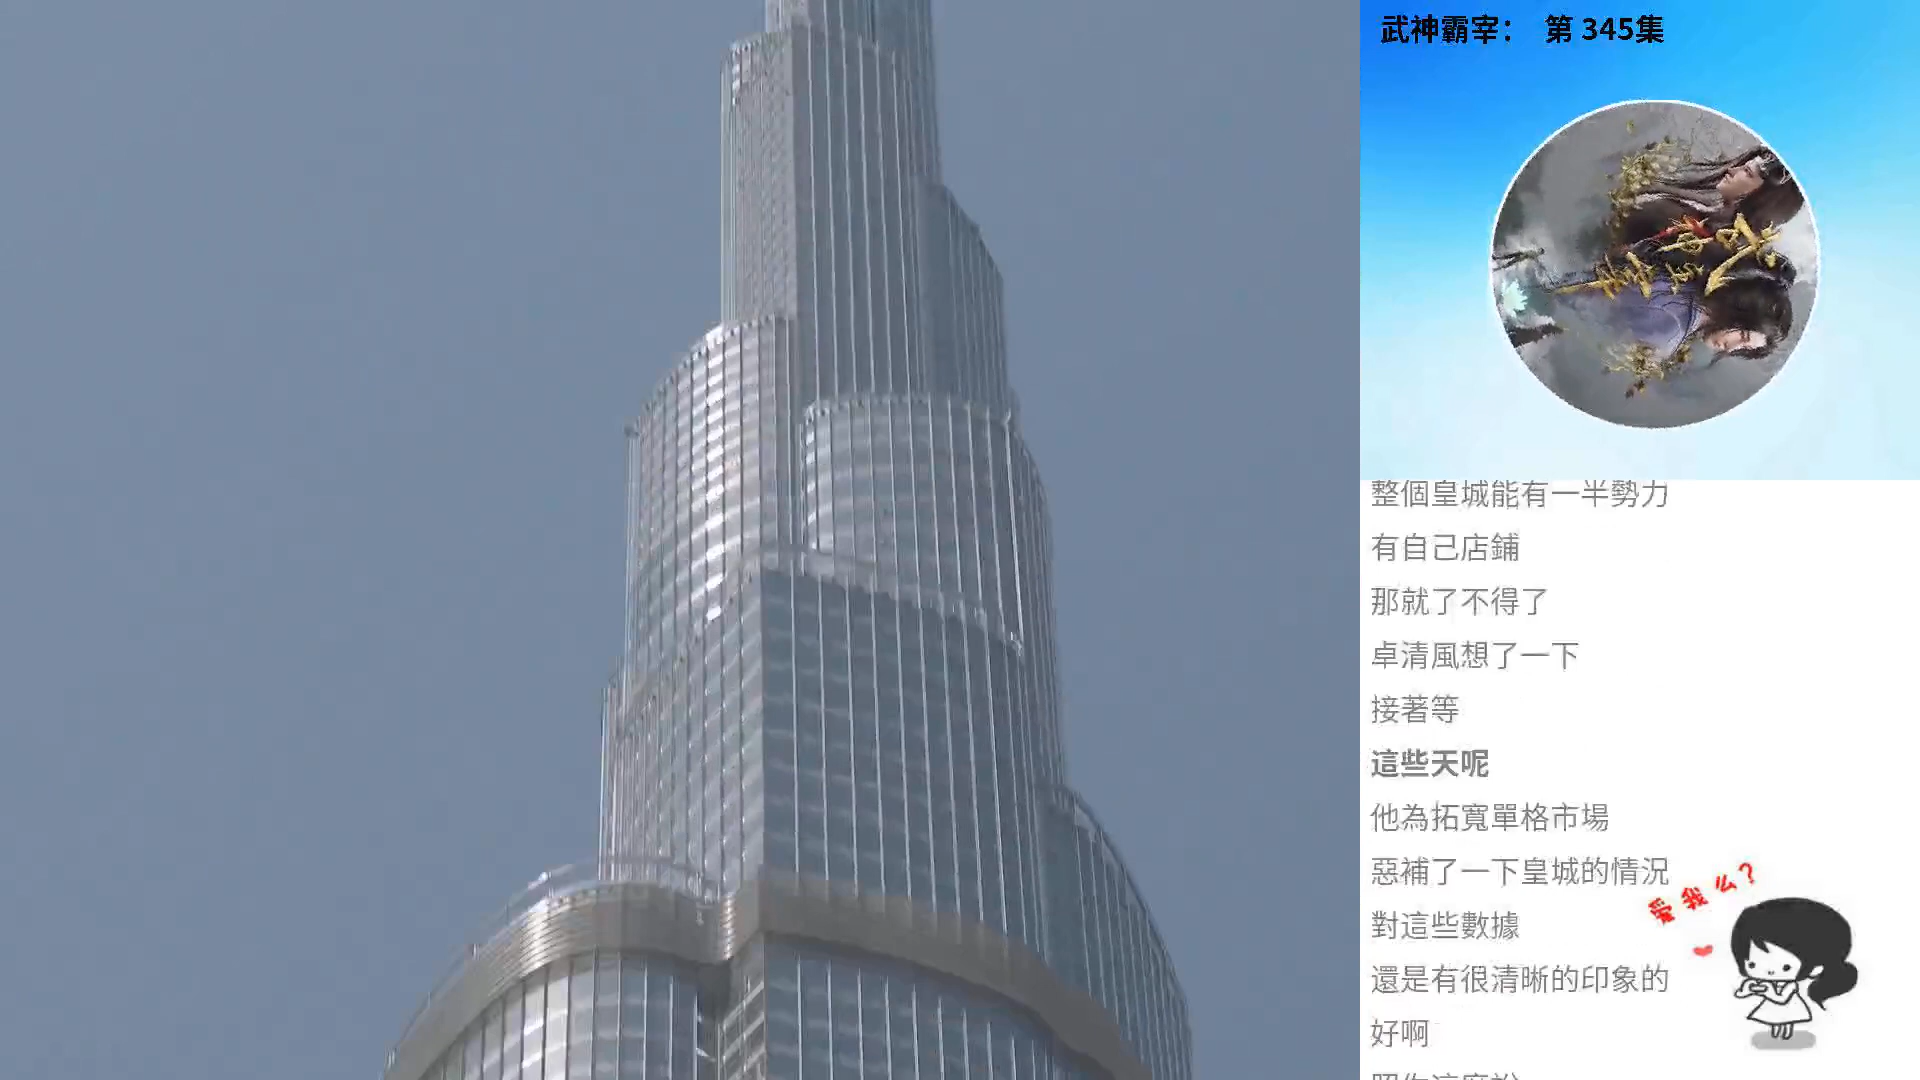 武神霸宰： 第 345集
整個皇城能有一半勢力
有自己店鋪
那就了不得了
卓清風想了一下
接著等
這些天呢
他為拓寬單格市場
惡補了一下皇城的情況
對這些數據
還是有很清晰的印象的
好啊
爱我么?